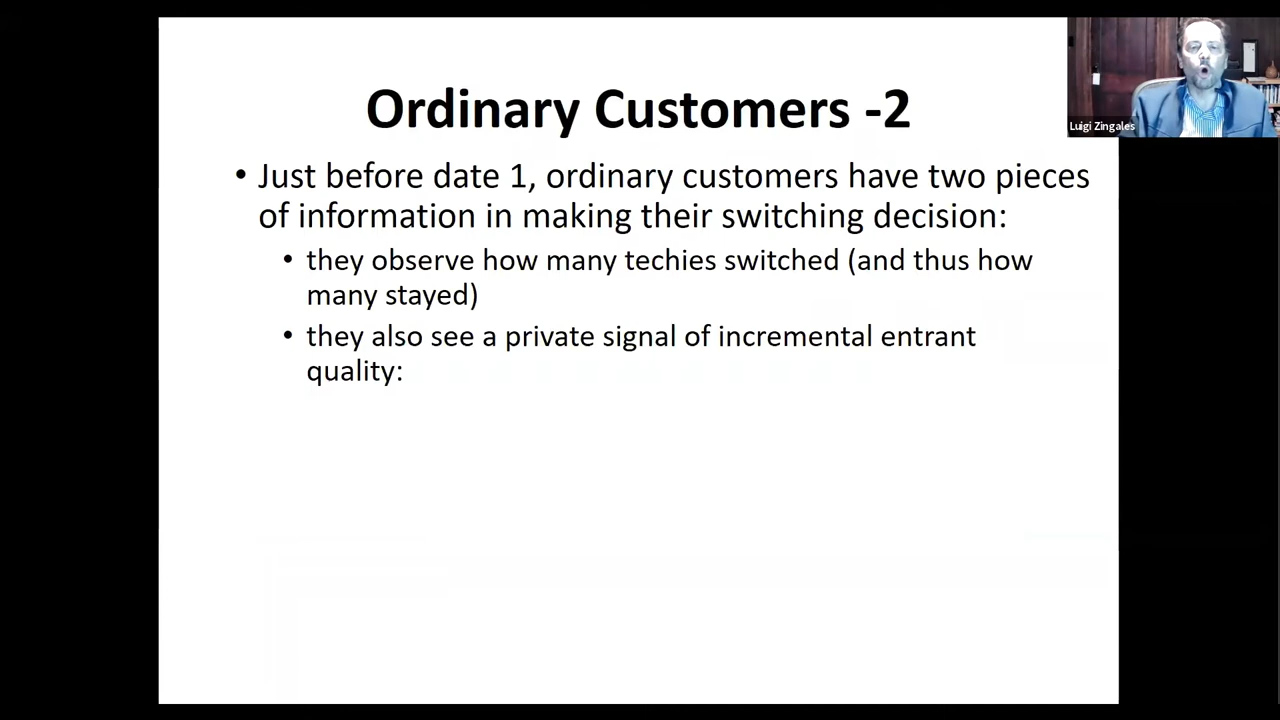 Ordinary Customers -2
Luigi Zingales
• Just before date 1, ordinary customers have two pieces
of information in making their switching decision:
• they observe how many techies switched (and thus how
many stayed)
• they also see a private signal of incremental entrant
quality: